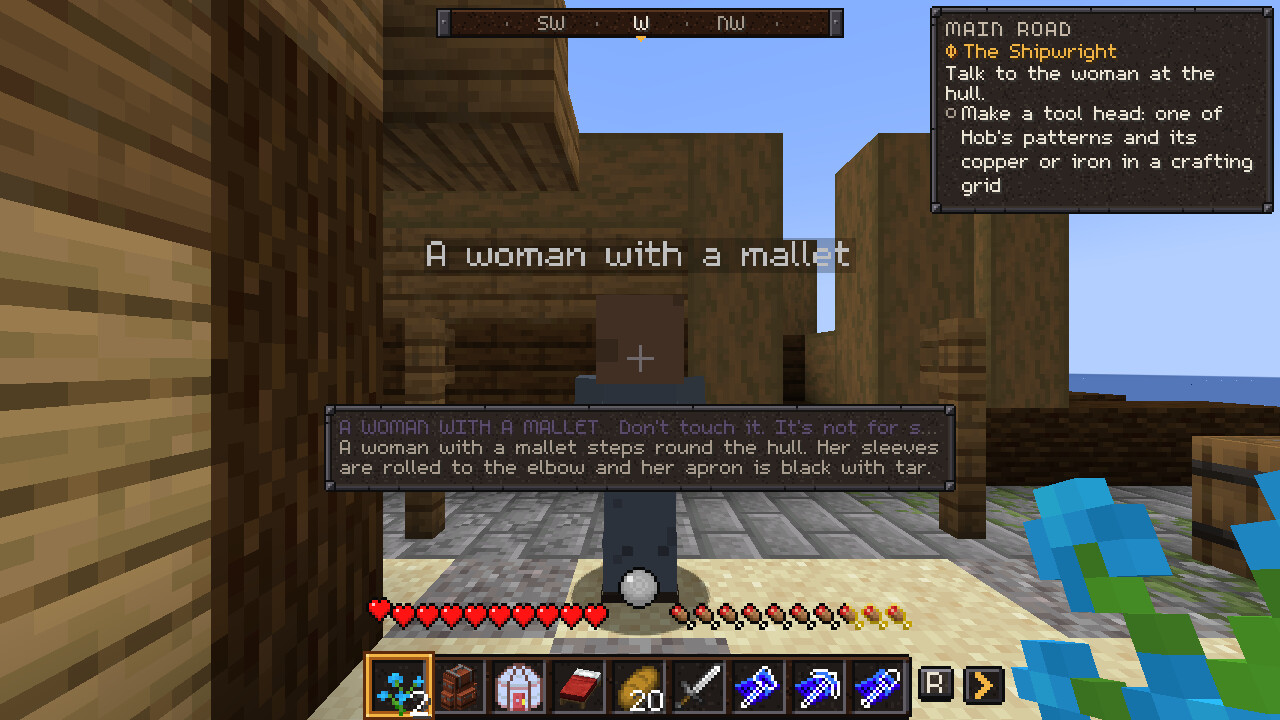 SW W NW
MAIN ROAD
The Shipwright
Talk to the woman at the
hull.
Make a tool head: one of
Hob's patterns and its
copper or iron in a crafting
grid
A woman with a mallet
A WOMAN WITH A MALLET Don't touch it. It's not for s...
A woman with a mallet steps round the hull. Her sleeves
are rolled to the elbow and her apron is black with tar.
2 20 R